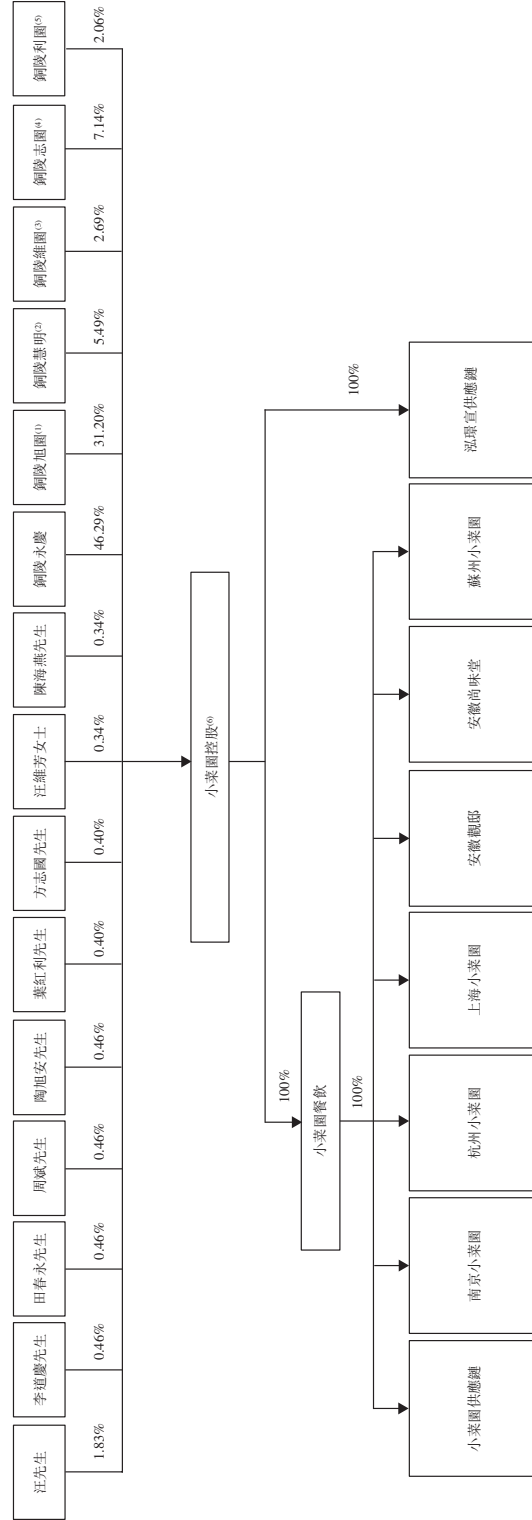 汪先生
李道慶先生
田春永先生
周斌先生
陶旭安先生
葉紅利先生
方志國先生
汪維芳女士
陳海燕先生
銅陵永慶
銅陵旭園(1)
銅陵慧明(2)
銅陵維園(3)
銅陵志園(4)
銅陵利園(5)
1.83%
0.46%
0.46%
0.46%
0.46%
0.40%
0.40%
0.34%
0.34%
46.29%
31.20%
5.49%
2.69%
7.14%
2.06%
小菜園控股(6)
100%
100%
小菜園餐飲
100%
小菜園供應鏈
南京小菜園
杭州小菜園
上海小菜園
安徽觀邸
安徽尚味堂
蘇州小菜園
泓璟宣供應鏈